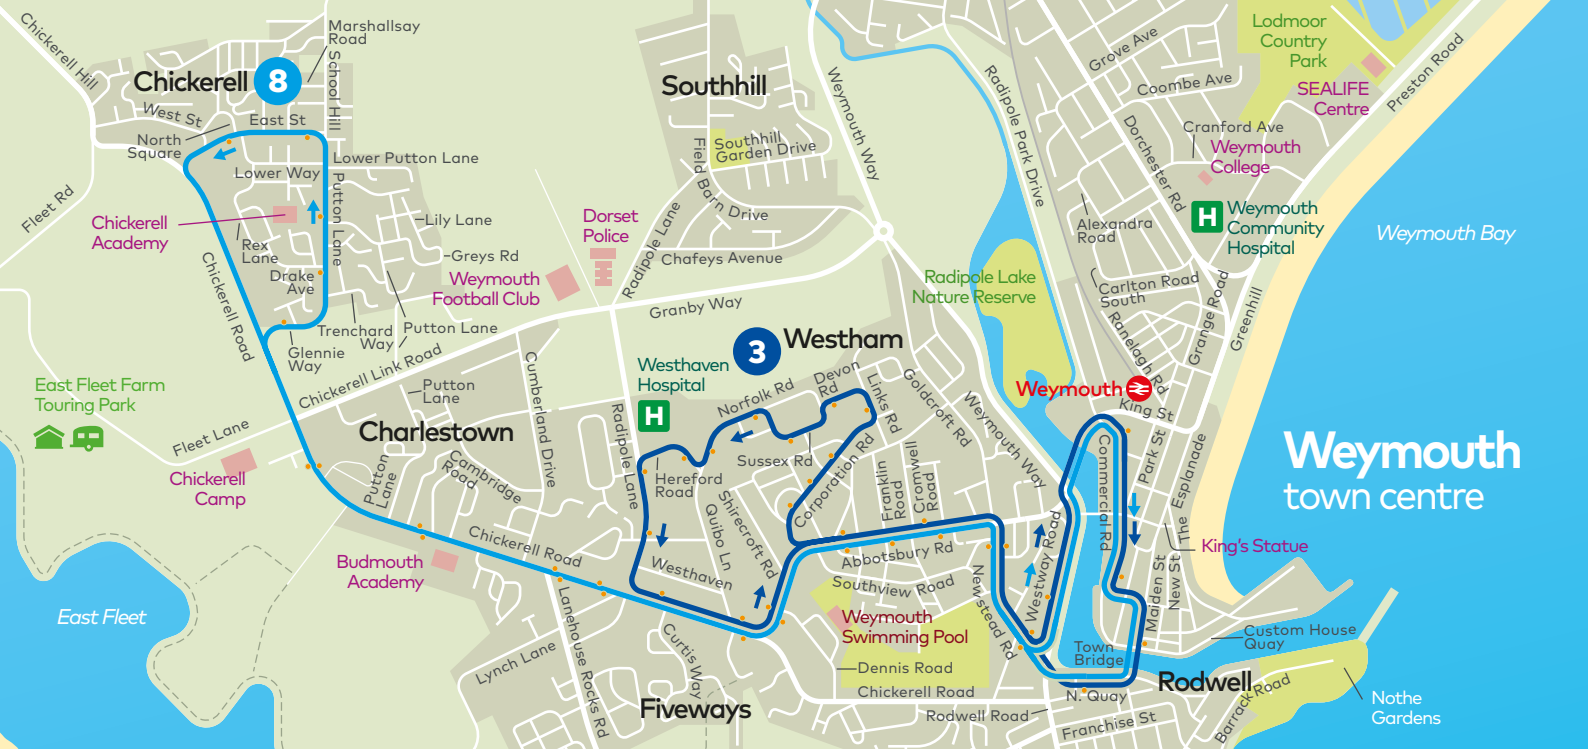 Marshallsay
Road
Chickerell Hill
Chickerell 8
School Hill
West St
East St
North
Square
Lower Putton Lane
Lower Way
Putton Lane
Fleet Rd
Chickerell
Academy
Lily Lane
Rex
Lane
Greys Rd
Drake
Ave
Chickerell Road
Trenchard
Way
Putton Lane
Glennie
Way
Chickerell Link Road
East Fleet Farm
Touring Park
Putton
Lane
Fleet Lane
Charlestown
Chickerell
Camp
Putton
Lane
Cambridge
Road
Cumberland Drive
Chickerell Road
Budmouth
Academy
East Fleet
Lynch Lane
Lanehouse Rocks Rd
Curtis Way
Fiveways
Southhill
Southhill
Garden Drive
Field Barn Drive
Dorset
Police
Radipole Lane
Chafeys Avenue
Weymouth
Football Club
Granby Way
Weymouth Way
3 Westham
Westhaven
Hospital
H
Norfolk Rd
Devon
Rd
Links Rd
Goldcroft Rd
Weymouth Way
Radipole Lane
Sussex Rd
Hereford
Road
Corporation Rd
Franklin
Road
Cromwell
Road
Quibo Ln
Shirecroft Rd
Westhaven
Abbotsbury Rd
Southview Road
Newstead Rd
Westway Road
Weymouth
Swimming Pool
Dennis Road
Chickerell Road
Rodwell Road
Radipole Park Drive
Radipole Lake
Nature Reserve
Grove Ave
Coombe Ave
Lodmoor
Country
Park
SEALIFE
Centre
Preston Road
Dorchester Rd
Cranford Ave
Weymouth
College
H
Weymouth
Community
Hospital
Weymouth Bay
Alexandra
Road
Carlton Road
South
Ranelagh Rd
Grange Road
Greenhill
Weymouth
King St
Commercial Rd
Park St
The Esplanade
Weymouth
town centre
King's Statue
Maiden St
New St
Custom House
Quay
Town
Bridge
N. Quay
Rodwell
Franchise St
Barrack Road
Nothe
Gardens